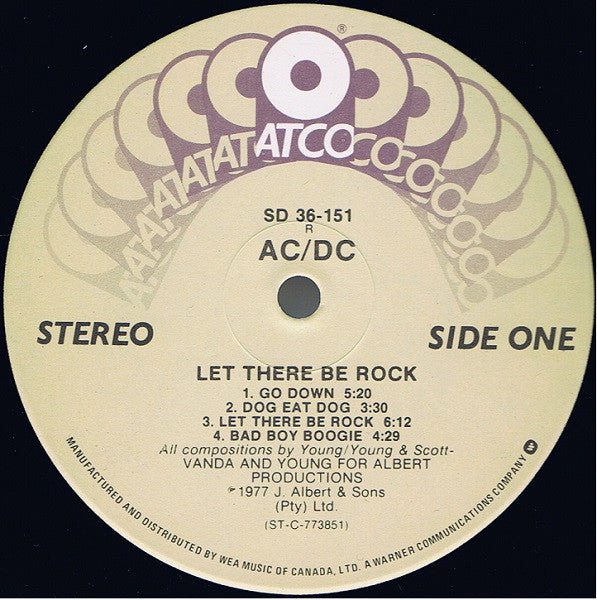 ®
ATCO
SD 36-151
R
AC/DC
STEREO
SIDE ONE
LET THERE BE ROCK
1. GO DOWN 5:20
2. DOG EAT DOG 3:30
3. LET THERE BE ROCK 6:12
4. BAD BOY BOOGIE 4:29
All compositions by Young/Young & Scott-
VANDA AND YOUNG FOR ALBERT
PRODUCTIONS
℗1977 J. Albert & Sons
(Pty) Ltd.
(ST-C-773851)
MANUFACTURED AND DISTRIBUTED BY WEA MUSIC OF CANADA, LTD. A WARNER COMMUNICATIONS COMPANY